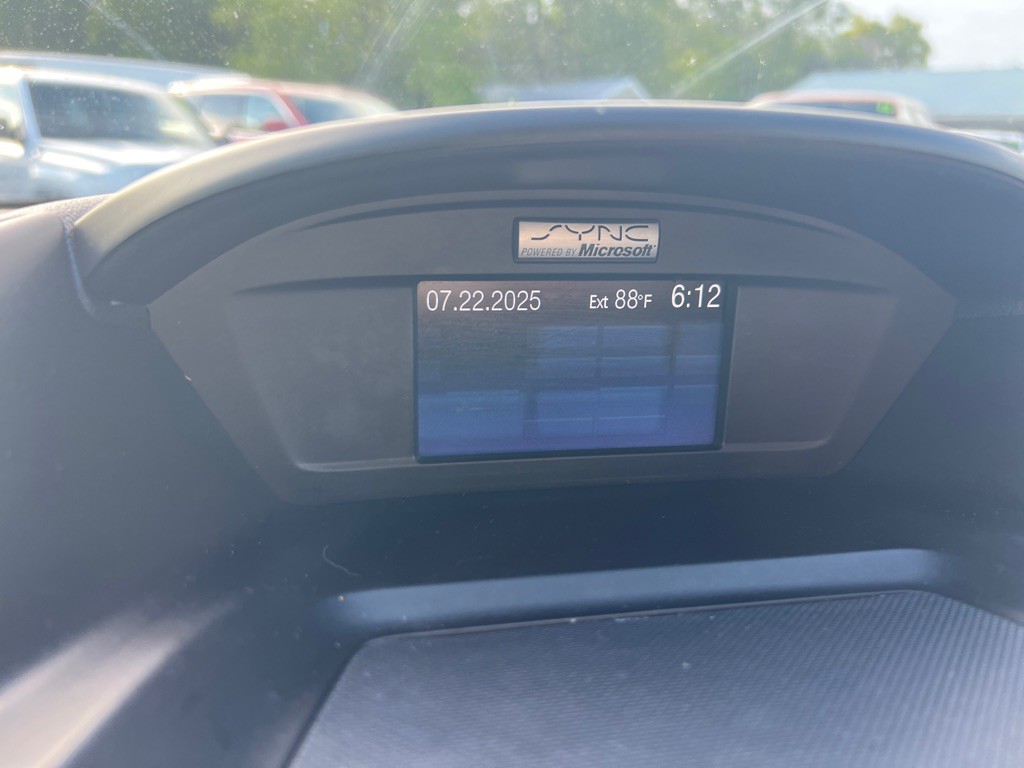 SYNC
POWERED BY Microsoft
07.22.2025 Ext 88°F 6:12